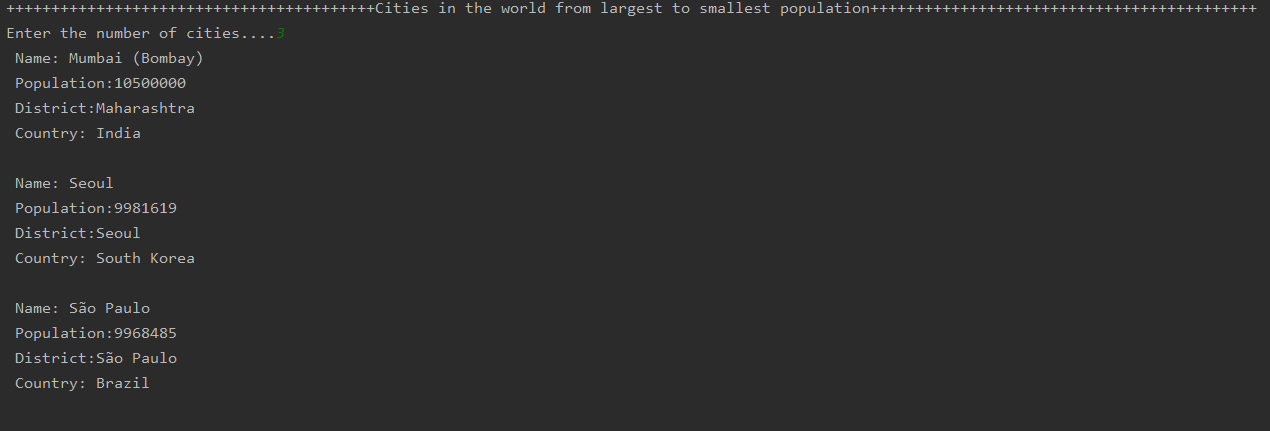 +++++++++++++++++++++++++++++++++++++++++Cities in the world from largest to smallest population+++++++++++++++++++++++++++++++++++++++++++
Enter the number of cities....3
Name: Mumbai (Bombay)
Population:10500000
District:Maharashtra
Country: India
Name: Seoul
Population:9981619
District:Seoul
Country: South Korea
Name: São Paulo
Population:9968485
District:São Paulo
Country: Brazil